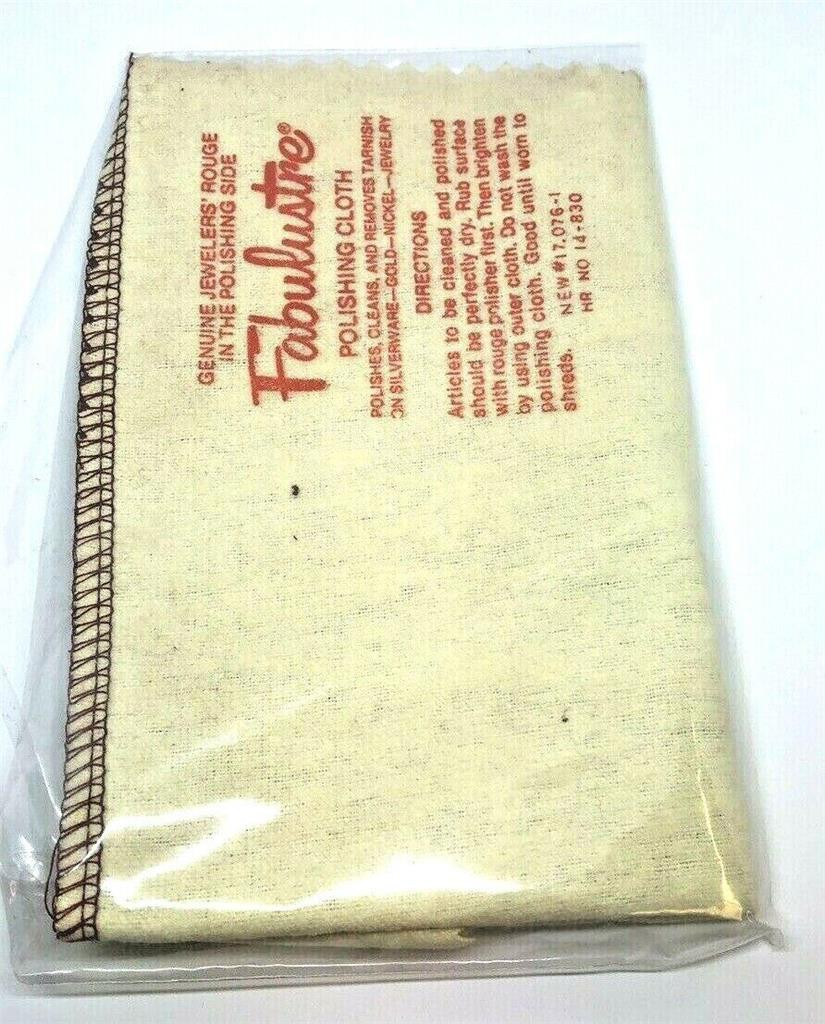 GENUINE JEWELERS' ROUGE
IN THE POLISHING SIDE
Fabulustre®
POLISHING CLOTH
POLISHES, CLEANS, AND REMOVES TARNISH
ON SILVERWARE—GOLD—NICKEL—JEWELRY
DIRECTIONS
Articles to be cleaned and polished
should be perfectly dry. Rub surface
with rouge polisher first. Then brighten
by using outer cloth. Do not wash the
polishing cloth. Good until worn to
shreds. NEW #17.076-1
HR NO 14-830